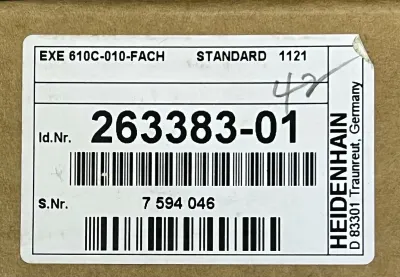 EXE 610C-010-FACH STANDARD 1121
42
Id.Nr. 263383-01
S.Nr. 7 594 046
HEIDENHAIN
D 83301 Traunreut, Germany